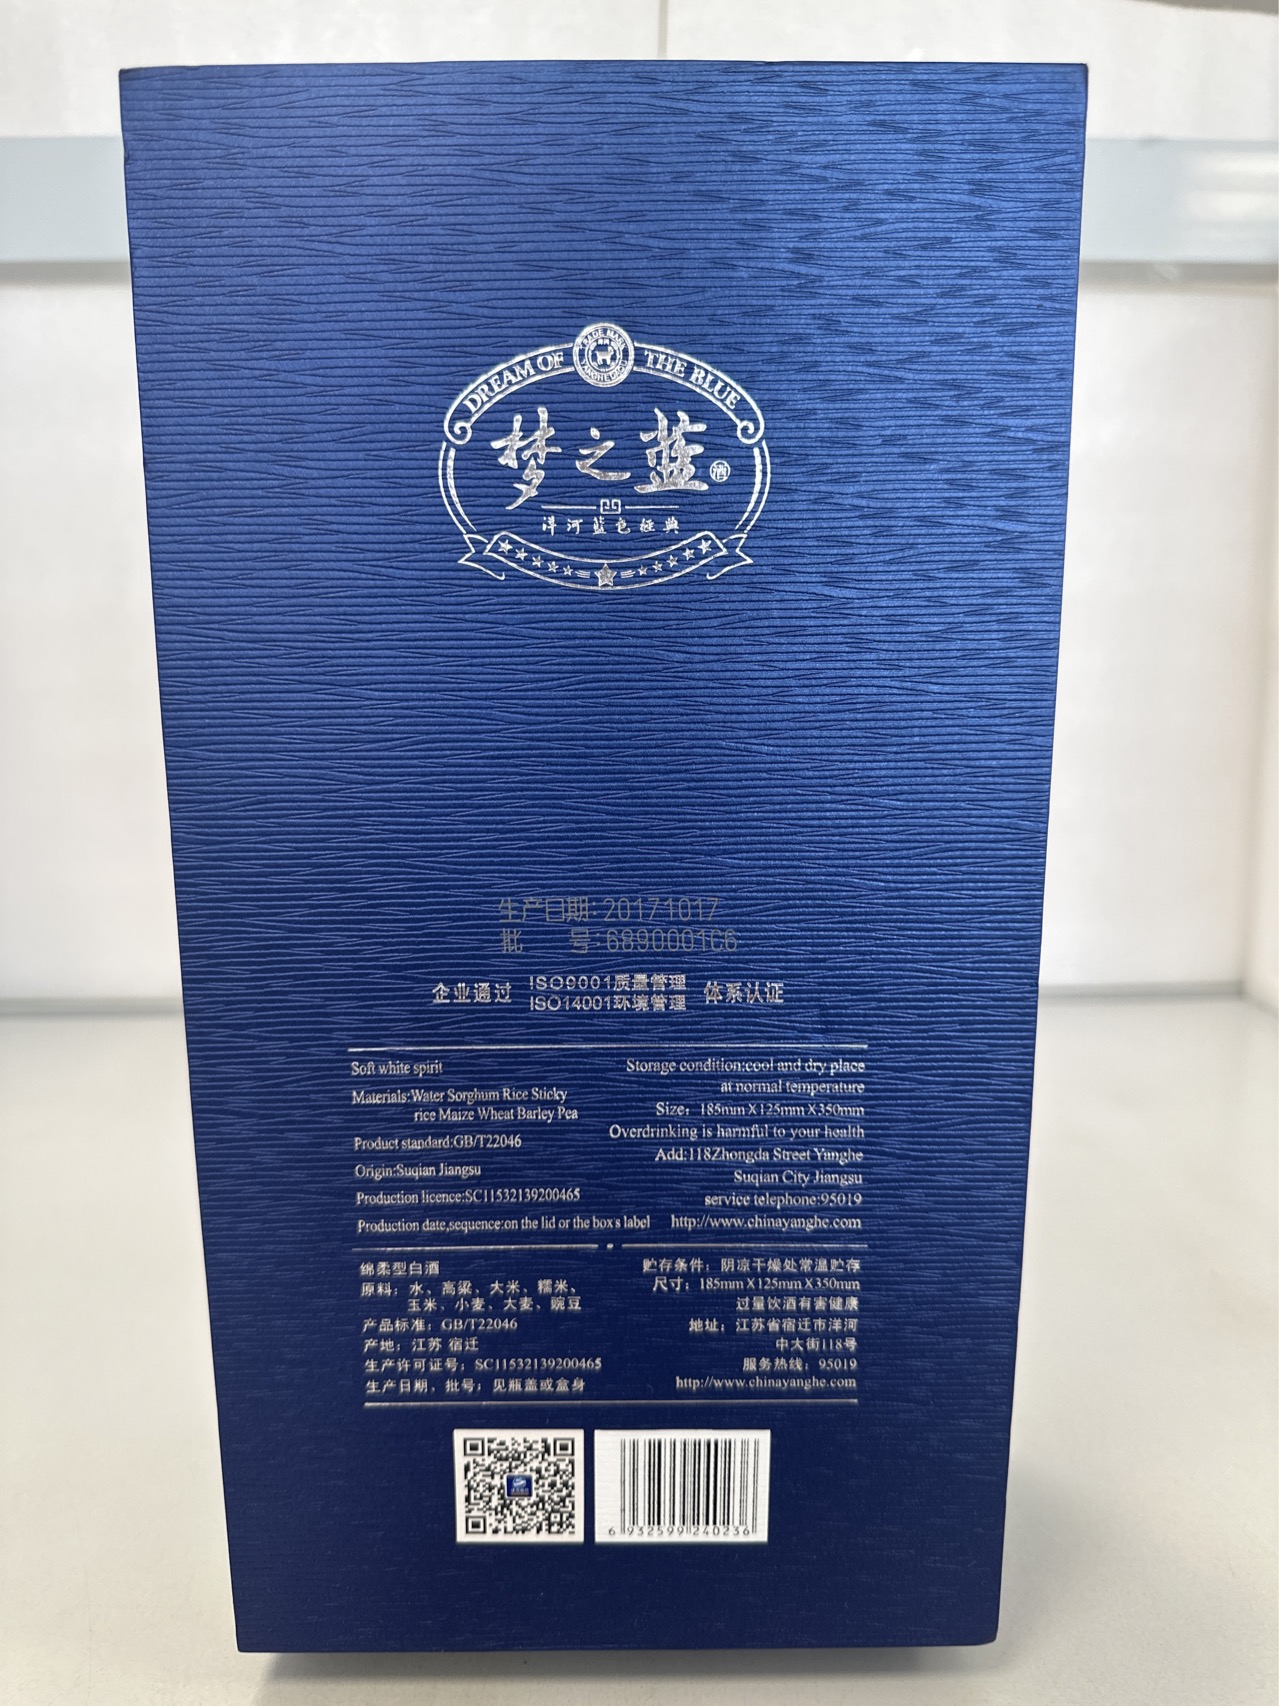 TRADE MARK
DREAM OF THE BLUE
梦之蓝
酒
洋河蓝色经典
生产日期:20171017
批 号:6890001C6
企业通过 ISO9001质量管理 体系认证
ISO14001环境管理
Soft white spirit
Materials:Water Sorghum Rice Sticky
rice Maize Wheat Barley Pea
Product standard:GB/T22046
Origin:Suqian Jiangsu
Production licence:SC11532139200465
Production date,sequence:on the lid or the box's label
Storage condition:cool and dry place
at normal temperature
Size：185mm X 125mm X 350mm
Overdrinking is harmful to your health
Add:118Zhongda Street Yanghe
Suqian City Jiangsu
service telephone:95019
http://www.chinayanghe.com
绵柔型白酒
原料：水、高粱、大米、糯米、
玉米、小麦、大麦、豌豆
产品标准：GB/T22046
产地：江苏 宿迁
生产许可证号：SC11532139200465
生产日期，批号：见瓶盖或盒身
贮存条件：阴凉干燥处常温贮存
尺寸：185mm X 125mm X 350mm
过量饮酒有害健康
地址：江苏省宿迁市洋河
中大街118号
服务热线：95019
http://www.chinayanghe.com
6 932599 240236